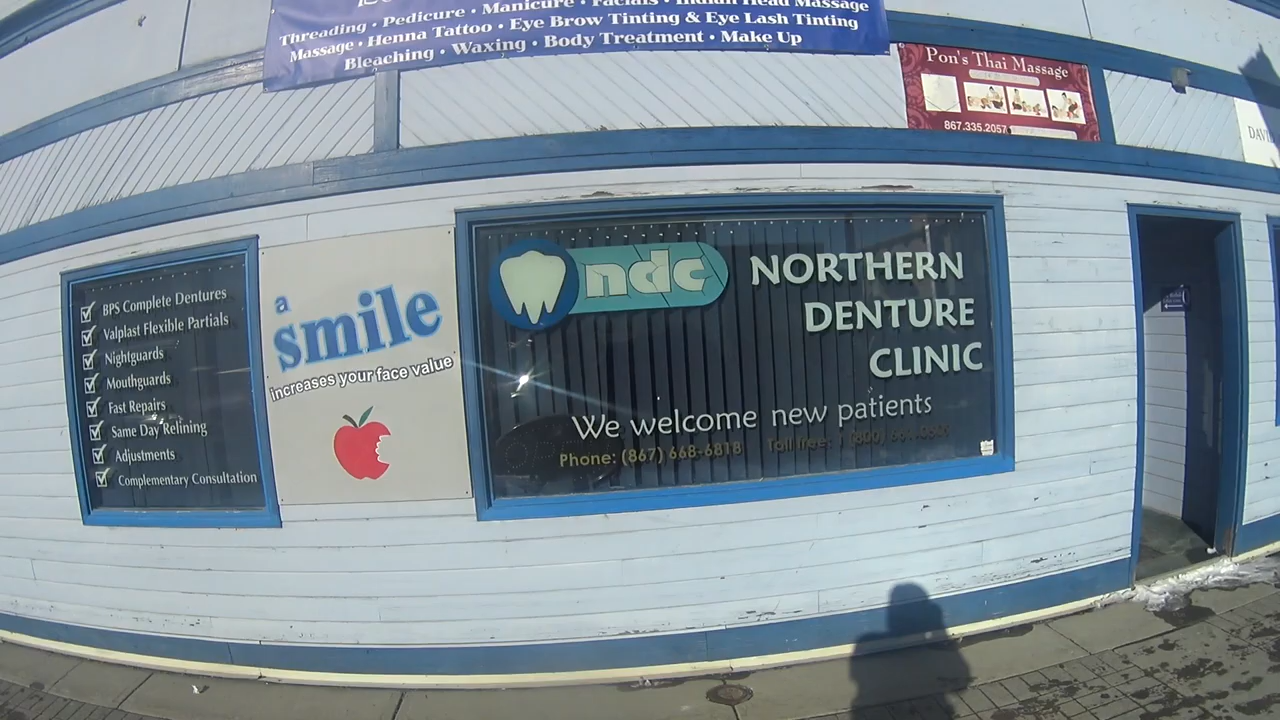 Threading • Pedicure • Manicure • Facials • Indian Head Massage
Massage • Henna Tattoo • Eye Brow Tinting & Eye Lash Tinting
Bleaching • Waxing • Body Treatment • Make Up
Pon's Thai Massage
867.335.2057
BPS Complete Dentures
Valplast Flexible Partials
Nightguards
Mouthguards
Fast Repairs
Same Day Relining
Adjustments
Complementary Consultation
a
smile
increases your face value
ndc
NORTHERN
DENTURE
CLINIC
We welcome new patients
Phone: (867) 668-6818 Toll free: